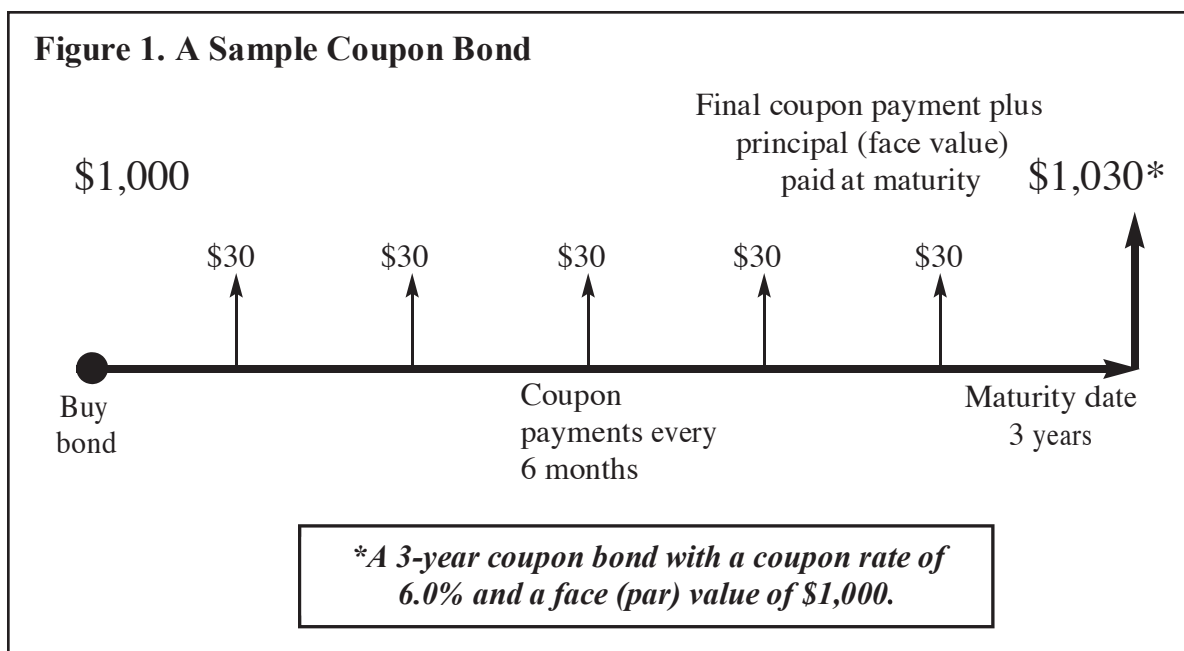 Figure 1. A Sample Coupon Bond
Final coupon payment plus
principal (face value)
paid at maturity
$1,000
$1,030*
$30
$30
$30
$30
$30
Buy
bond
Coupon
payments every
6 months
Maturity date
3 years
*A 3-year coupon bond with a coupon rate of
6.0% and a face (par) value of $1,000.